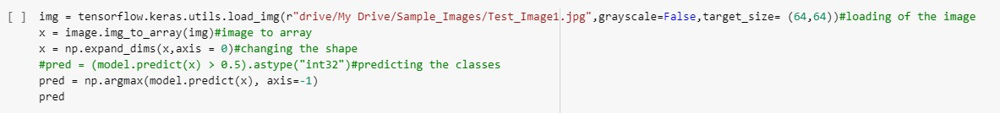 [ ] img = tensorflow.keras.utils.load_img(r"drive/My Drive/Sample_Images/Test_Image1.jpg",grayscale=False,target_size= (64,64))#loading of the image
x = image.img_to_array(img)#image to array
x = np.expand_dims(x,axis = 0)#changing the shape
#pred = (model.predict(x) > 0.5).astype("int32")#predicting the classes
pred = np.argmax(model.predict(x), axis=-1)
pred